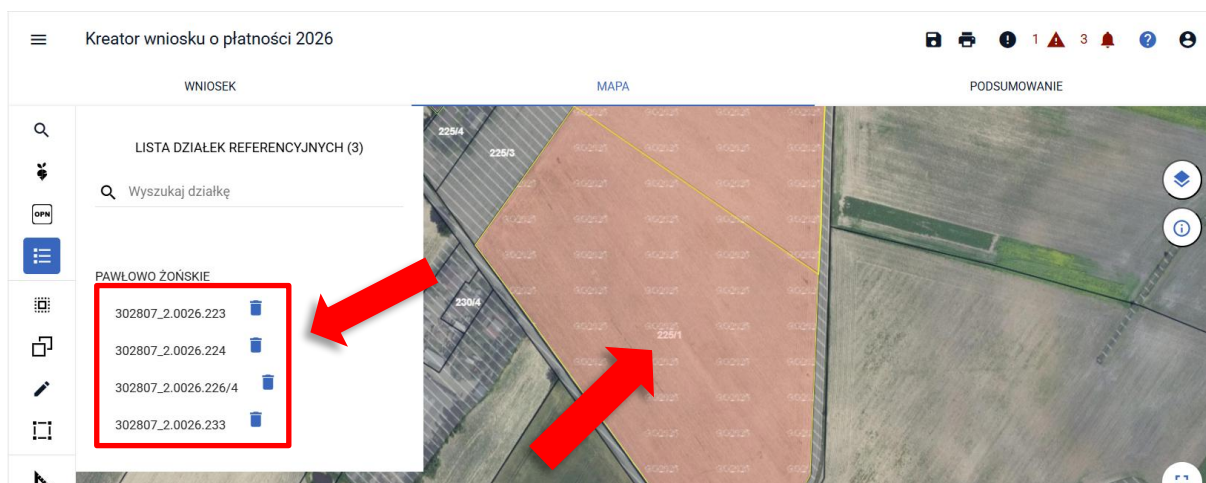 Kreator wniosku o płatności 2026
1
3
WNIOSEK
MAPA
PODSUMOWANIE
LISTA DZIAŁEK REFERENCYJNYCH (3)
Wyszukaj działkę
OPN
PAWŁOWO ŻOŃSKIE
302807_2.0026.223
302807_2.0026.224
302807_2.0026.226/4
302807_2.0026.233
225/4
225/3
230/4
225/1